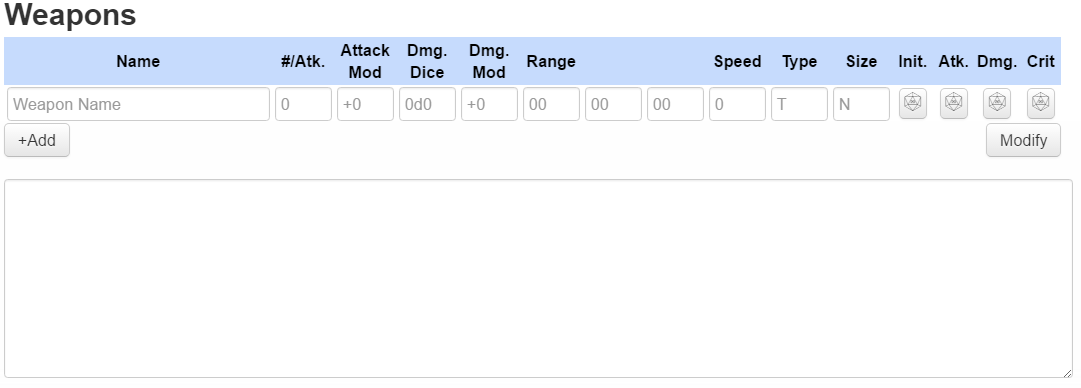 Weapons
Name #/Atk. Attack Mod Dmg. Dice Dmg. Mod Range Speed Type Size Init. Atk. Dmg. Crit
Weapon Name 0 +0 0d0 +0 00 00 00 0 T N
+Add Modify